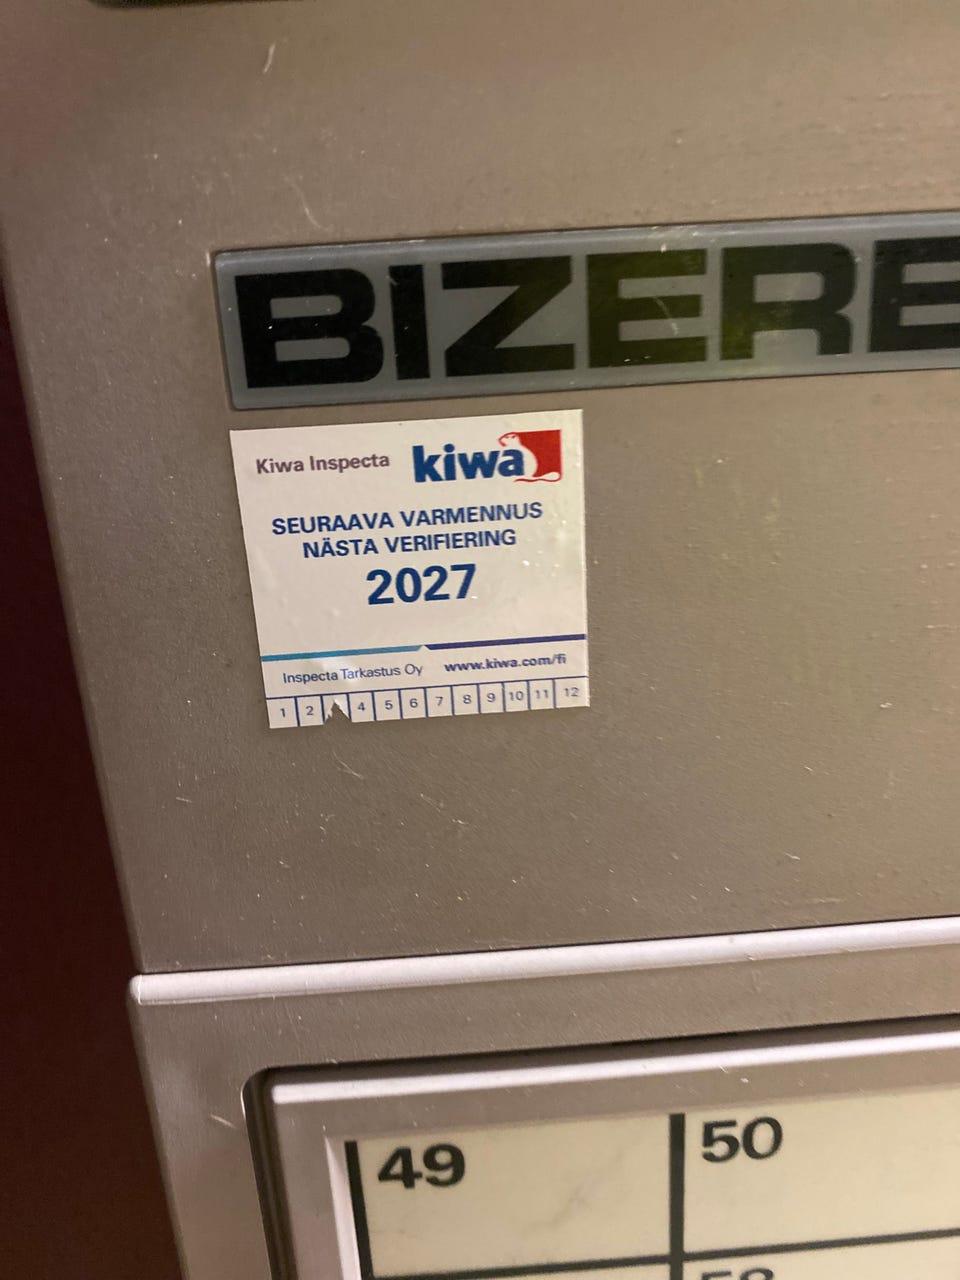 BIZERB
Kiwa Inspecta kiwa
SEURAAVA VARMENNUS
NÄSTA VERIFIERING
2027
Inspecta Tarkastus Oy www.kiwa.com/fi
1 2 4 5 6 7 8 9 10 11 12
49 50
58